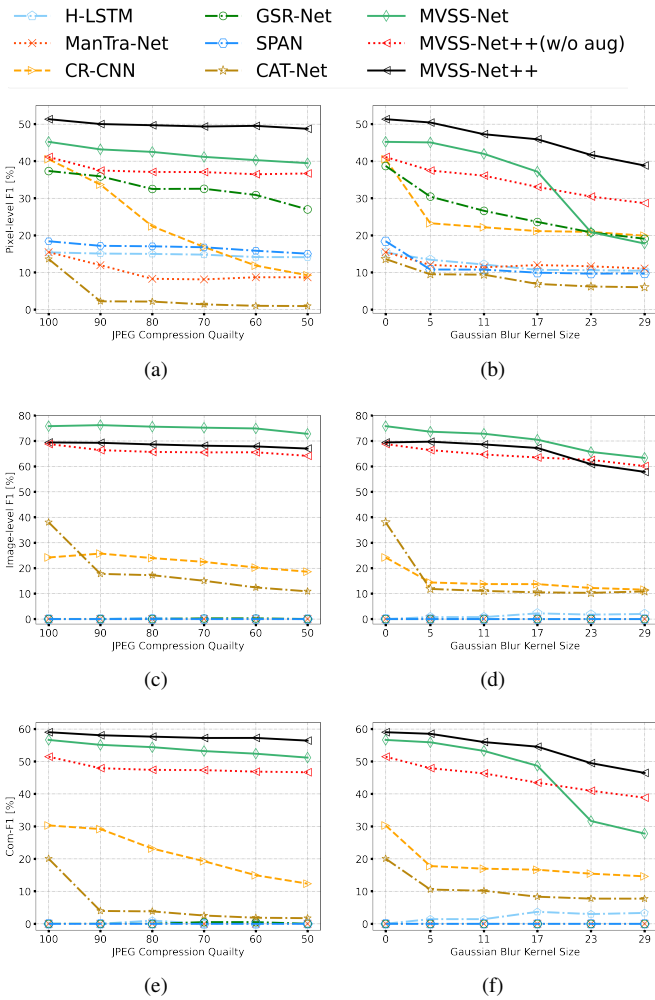 H-LSTM GSR-Net MVSS-Net
ManTra-Net SPAN MVSS-Net++(w/o aug)
CR-CNN CAT-Net MVSS-Net++
Pixel-level F1 [%]
50
40
30
20
10
0
100 90 80 70 60 50
JPEG Compression Quailty
(a)
50
40
30
20
10
0
0 5 11 17 23 29
Gaussian Blur Kernel Size
(b)
Image-level F1 [%]
80
70
60
50
40
30
20
10
0
100 90 80 70 60 50
JPEG Compression Quailty
(c)
80
70
60
50
40
30
20
10
0
0 5 11 17 23 29
Gaussian Blur Kernel Size
(d)
Com-F1 [%]
60
50
40
30
20
10
0
100 90 80 70 60 50
JPEG Compression Quailty
(e)
60
50
40
30
20
10
0
0 5 11 17 23 29
Gaussian Blur Kernel Size
(f)